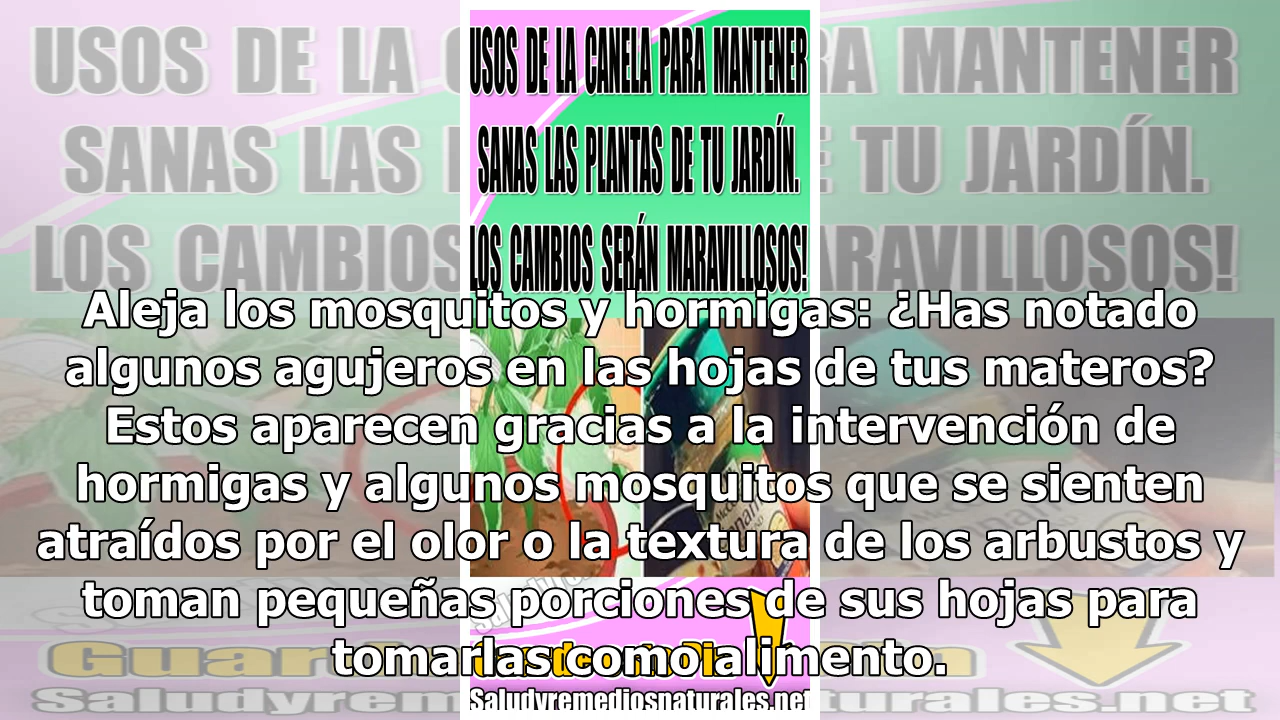 USOS DE LA CANELA PARA MANTENER
SANAS LAS PLANTAS DE TU JARDÍN.
LOS CAMBIOS SERÁN MARAVILLOSOS!
Aleja los mosquitos y hormigas: ¿Has notado
algunos agujeros en las hojas de tus materos?
Estos aparecen gracias a la intervención de
hormigas y algunos mosquitos que se sienten
atraídos por el olor o la textura de los arbustos y
toman pequeñas porciones de sus hojas para
tomarlas como alimento.
Saludyremediosnaturales.net